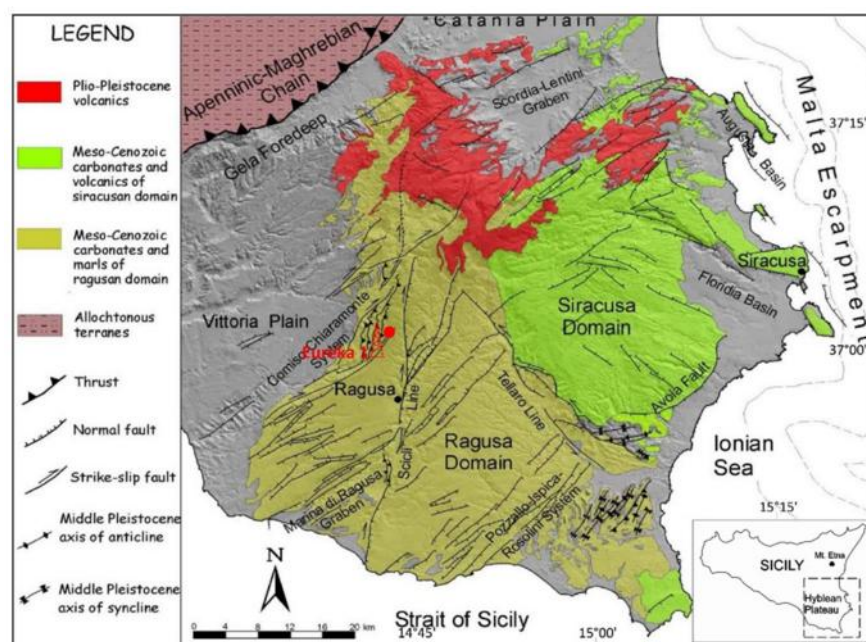 LEGEND
Plio-Pleistocene
volcanics
Meso-Cenozoic
carbonates and
volcanics of
siracusan domain
Meso-Cenozoic
carbonates and
marls of
ragusan domain
Allochtonous
terranes
Thrust
Normal fault
Strike-slip fault
Middle Pleistocene
axis of anticline
Middle Pleistocene
axis of syncline
Catania Plain
Apenninic-Maghrebian
Chain
Gela Foredeep
Scordia-Lentini
Graben
Augusta Basin
Malta Escarpment
37°15'
Siracusa
Floridia Basin
Siracusa
Domain
Vittoria Plain
Comiso-Chiaramonte
System
Eureka 1
37°00'
Ragusa
Scicli
Line
Tellaro Line
Avola Fault
Ragusa
Domain
Ionian
Sea
Marina di Ragusa
Graben
Pozzallo-Ispica-
Rosolini System
15°15'
N
SICILY
Mt. Etna
Hyblean
Plateau
0 2 4 8 12 16 20 km
Strait of Sicily
14°45'
15°00'